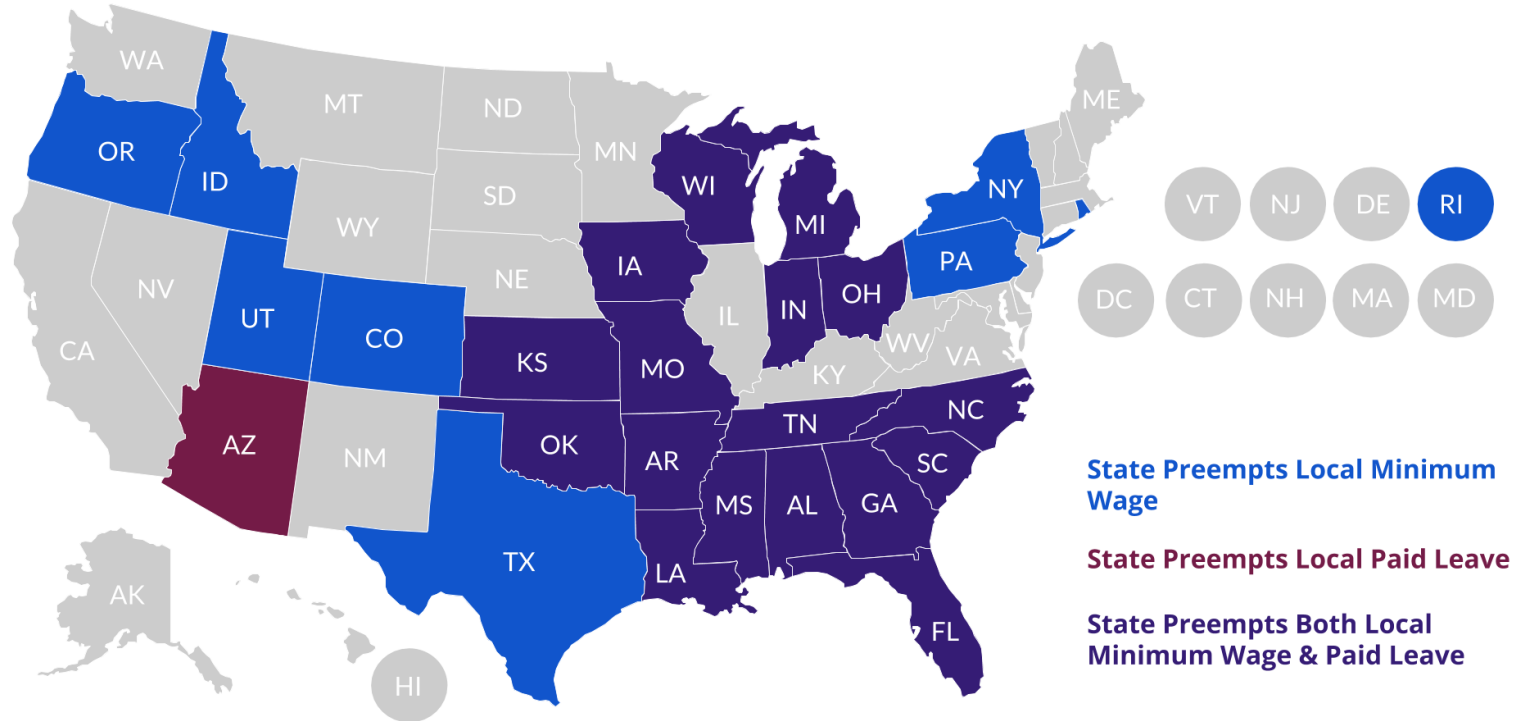 WA
MT
ND
MN
ME
OR
ID
SD
WI
NY
VT
NJ
DE
RI
WY
MI
NV
NE
IA
PA
IL
IN
OH
DC
CT
NH
MA
MD
CA
UT
CO
KS
MO
KY
WV
VA
AZ
NM
OK
AR
TN
NC
SC
MS
AL
GA
TX
LA
FL
AK
HI
State Preempts Local Minimum
Wage
State Preempts Local Paid Leave
State Preempts Both Local
Minimum Wage & Paid Leave